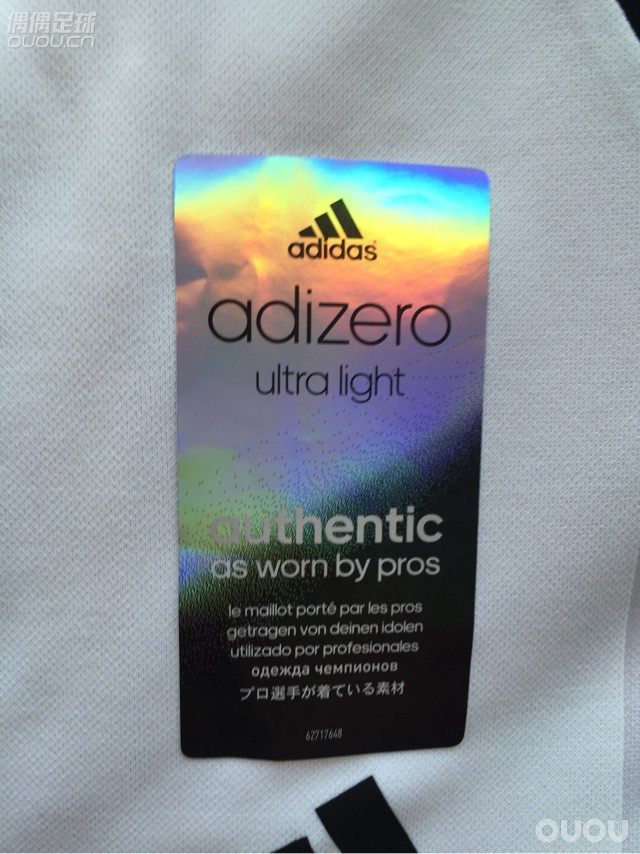 偶偶足球
OUOU.CN
adidas
adizero
ultra light
authentic
as worn by pros
le maillot porté par les pros
getragen von deinen idolen
utilizado por profesionales
одежда чемпионов
プロ選手が着ている素材
62717648
OUOU